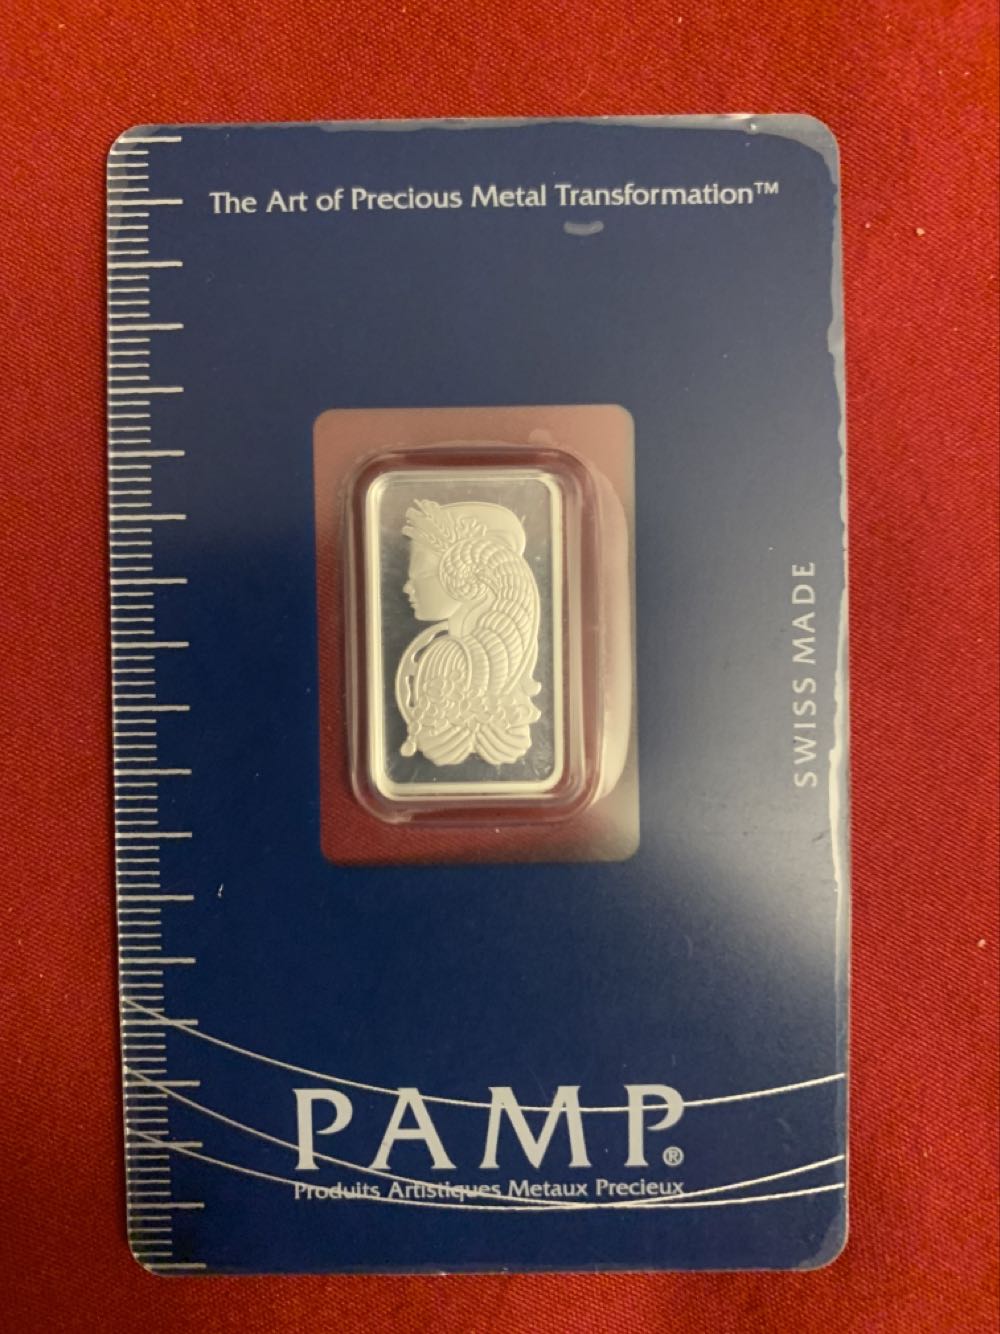 The Art of Precious Metal Transformation™
SWISS MADE
PAMP®
Produits Artistiques Metaux Precieux